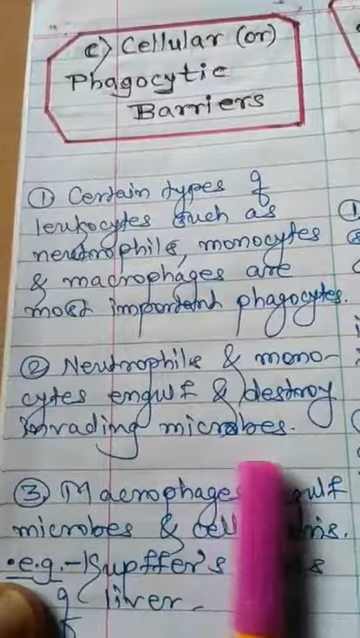 c) Cellular (or)
Phagocytic
Barriers
① Certain types of
leukocytes such as
neutrophils, monocytes
& macrophages are
most important phagocytes.
② Neutrophils & mono-
cytes engulf & destroy
invading microbes.
③ Macrophages
microbes & cell
e.g.-Kupffer's
of liver.